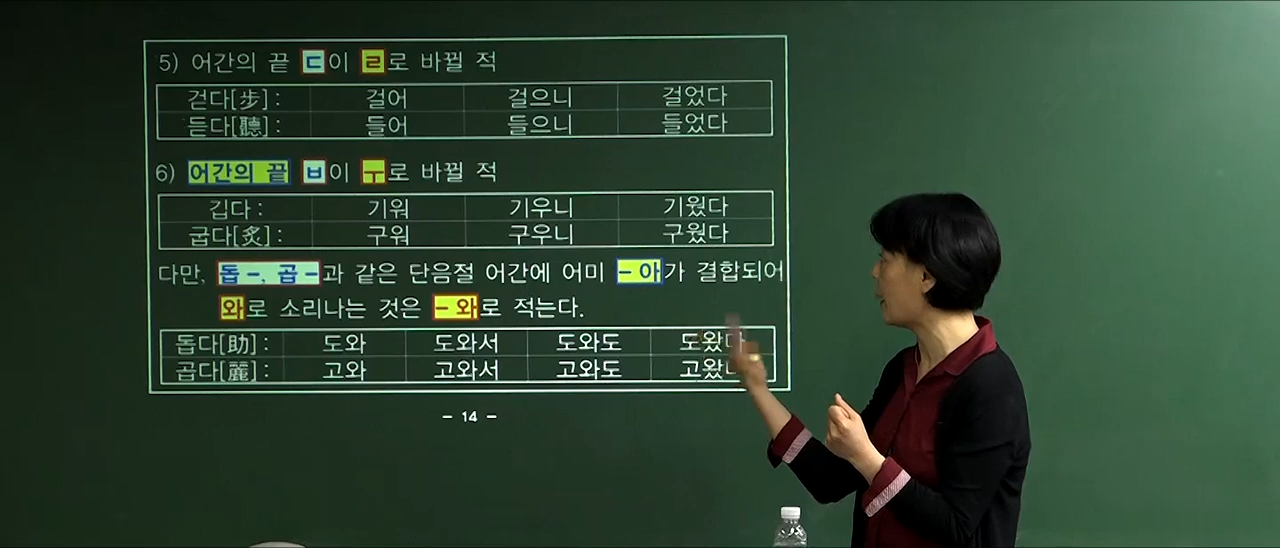 5) 어간의 끝 ㄷ이 ㄹ로 바뀔 적
걷다[步] : 걸어 걸으니 걸었다
듣다[聽] : 들어 들으니 들었다
6) 어간의 끝 ㅂ이 ㅜ로 바뀔 적
깁다 : 기워 기우니 기웠다
굽다[炙] : 구워 구우니 구웠다
다만, 돕-, 곱-과 같은 단음절 어간에 어미 -아가 결합되어
와로 소리나는 것은 -와로 적는다.
돕다[助] : 도와 도와서 도와도 도왔다
곱다[麗] : 고와 고와서 고와도 고왔다
- 14 -